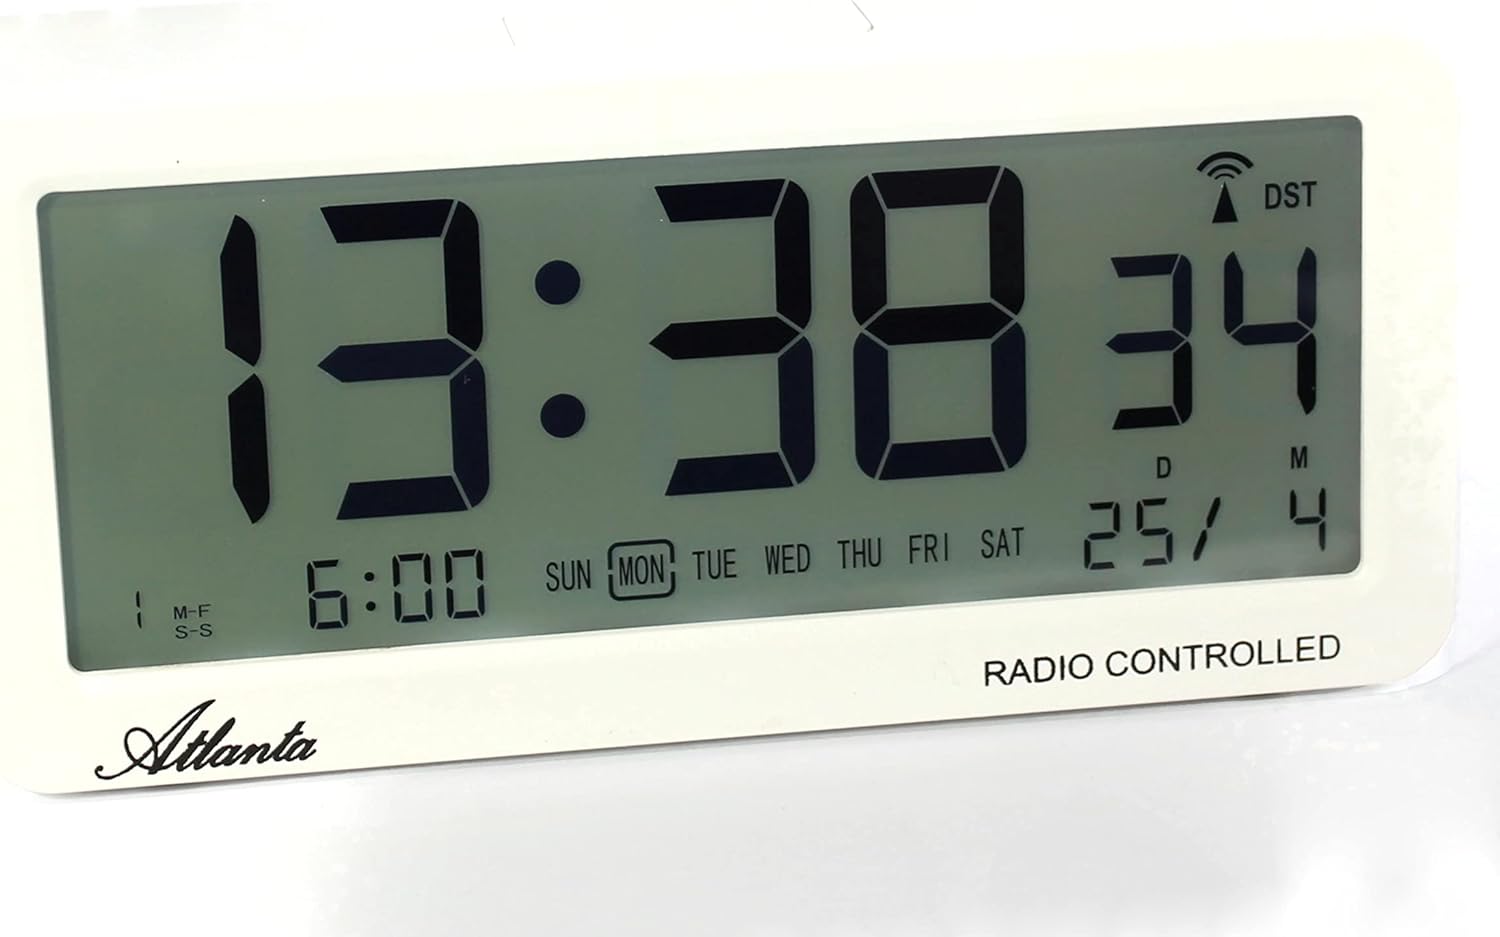 DST
13:38 34
D M
25/ 4
SUN MON TUE WED THU FRI SAT
6:00
1 M-F
S-S
RADIO CONTROLLED
Atlanta